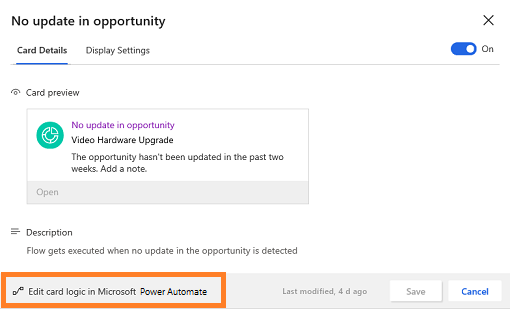 No update in opportunity
Card Details Display Settings On
Card preview
No update in opportunity
Video Hardware Upgrade
The opportunity hasn't been updated in the past two
weeks. Add a note.
Open
Description
Flow gets executed when no update in the opportunity is detected
Edit card logic in Microsoft Power Automate Last modified, 4 d ago Save Cancel